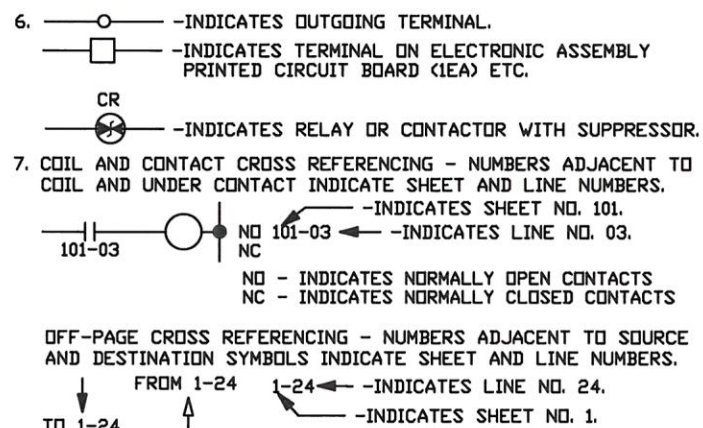 6. -INDICATES OUTGOING TERMINAL.
-INDICATES TERMINAL ON ELECTRONIC ASSEMBLY
PRINTED CIRCUIT BOARD (1EA) ETC.
CR
-INDICATES RELAY OR CONTACTOR WITH SUPPRESSOR.
7. COIL AND CONTACT CROSS REFERENCING - NUMBERS ADJACENT TO
COIL AND UNDER CONTACT INDICATE SHEET AND LINE NUMBERS.
-INDICATES SHEET NO. 101.
101-03 NO 101-03 -INDICATES LINE NO. 03.
NC
NO - INDICATES NORMALLY OPEN CONTACTS
NC - INDICATES NORMALLY CLOSED CONTACTS
OFF-PAGE CROSS REFERENCING - NUMBERS ADJACENT TO SOURCE
AND DESTINATION SYMBOLS INDICATE SHEET AND LINE NUMBERS.
FROM 1-24 1-24 -INDICATES LINE NO. 24.
TO 1-24 -INDICATES SHEET NO. 1.